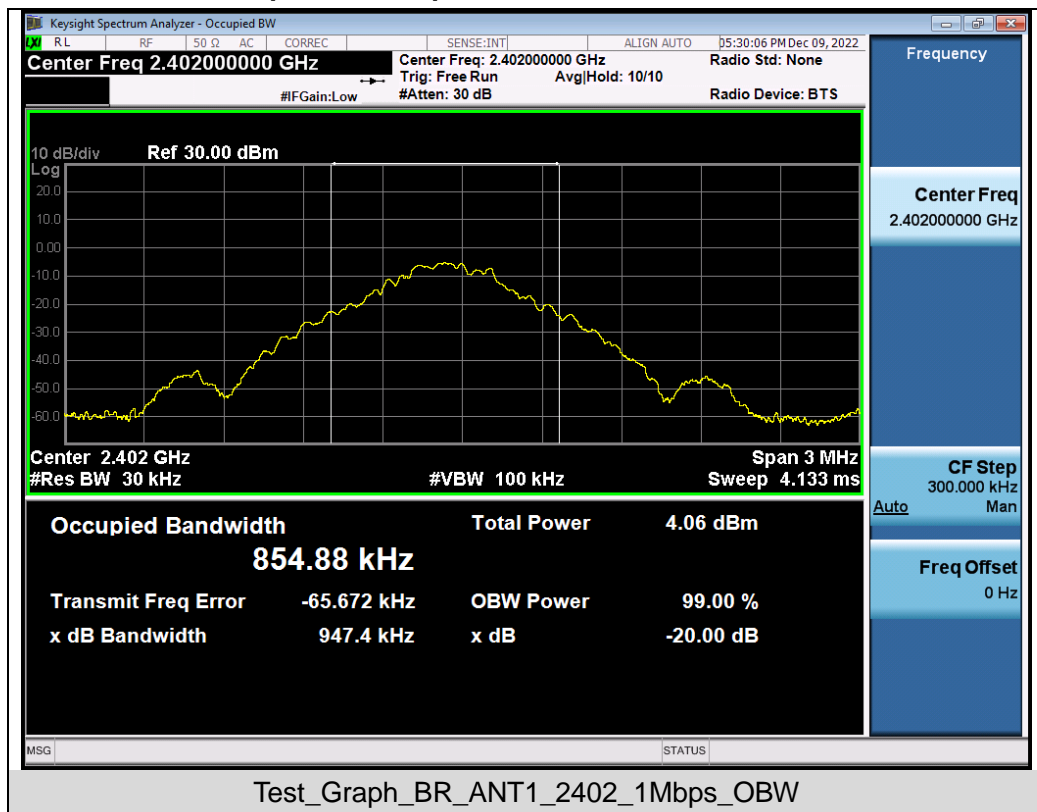 Keysight Spectrum Analyzer - Occupied BW
LXI RL RF 50 Ω AC CORREC SENSE:INT ALIGN AUTO 05:30:06 PM Dec 09, 2022
Center Freq 2.402000000 GHz
Center Freq: 2.402000000 GHz
Radio Std: None
Trig: Free Run Avg|Hold: 10/10
#IFGain:Low #Atten: 30 dB Radio Device: BTS
10 dB/div Ref 30.00 dBm
Log
20.0
10.0
0.00
-10.0
-20.0
-30.0
-40.0
-50.0
-60.0
Center 2.402 GHz Span 3 MHz
#Res BW 30 kHz #VBW 100 kHz Sweep 4.133 ms
Occupied Bandwidth Total Power 4.06 dBm
854.88 kHz
Transmit Freq Error -65.672 kHz OBW Power 99.00 %
x dB Bandwidth 947.4 kHz x dB -20.00 dB
MSG STATUS
Frequency
Center Freq
2.402000000 GHz
CF Step
300.000 kHz
Auto Man
Freq Offset
0 Hz
Test_Graph_BR_ANT1_2402_1Mbps_OBW